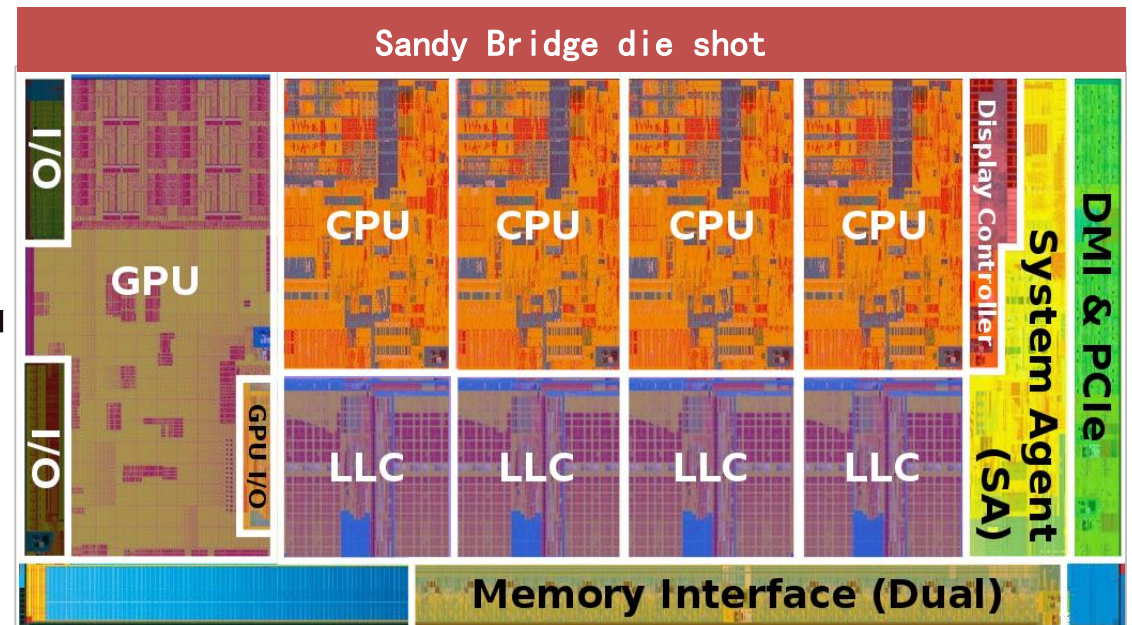 Sandy Bridge die shot
I/O
GPU
I/O
GPU I/O
CPU
CPU
CPU
CPU
LLC
LLC
LLC
LLC
Display Controller
System Agent
(SA)
DMI & PCIe
Memory Interface (Dual)